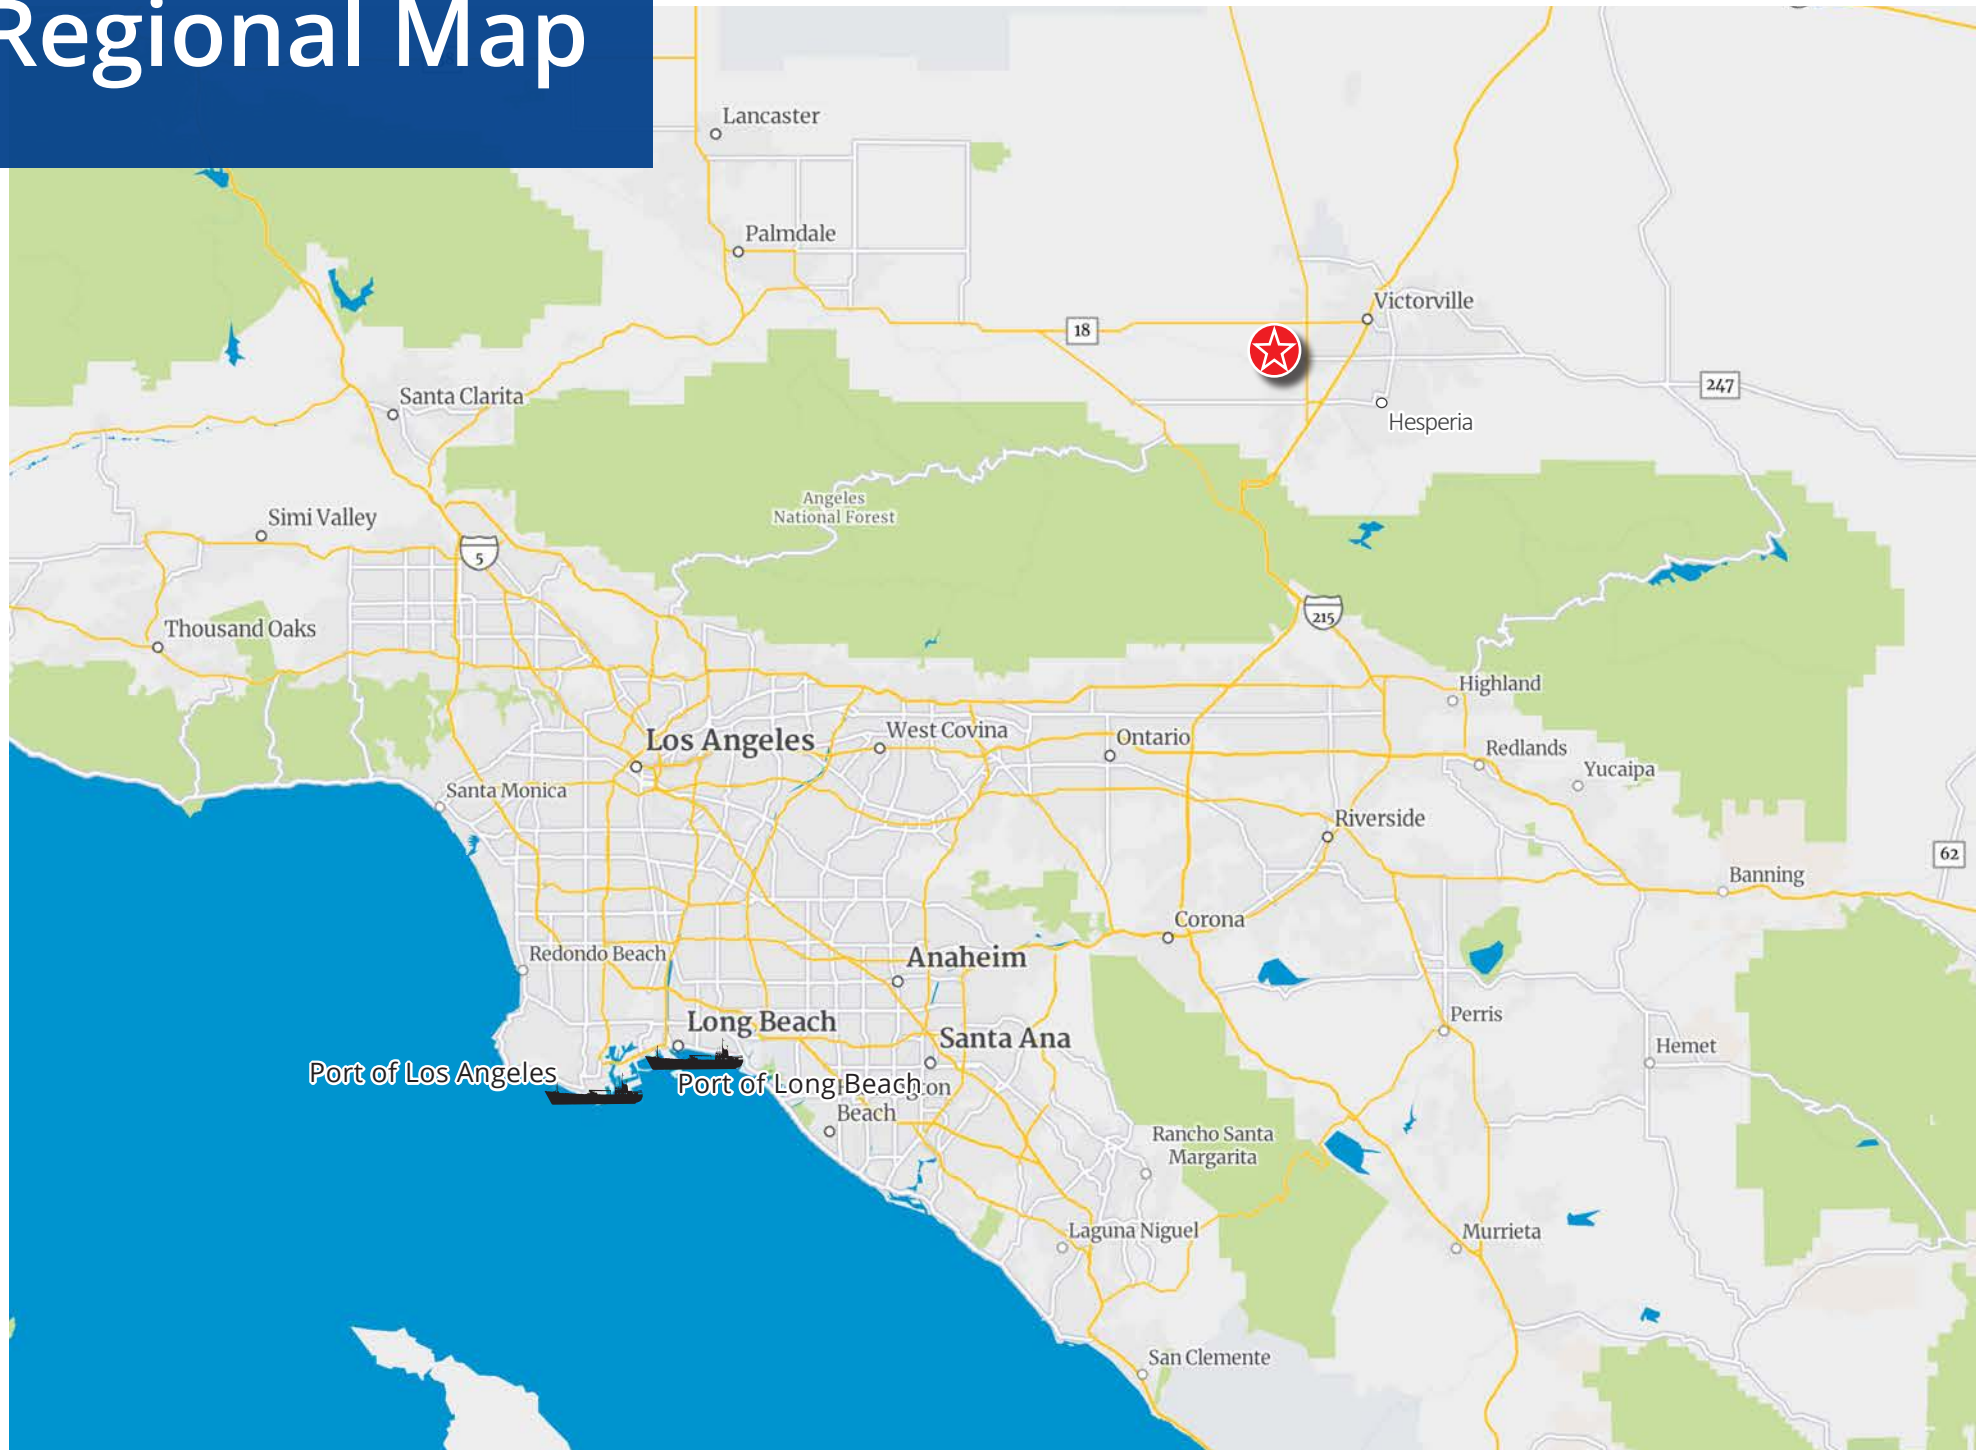 Regional Map
Lancaster
Palmdale
Victorville
18
247
Santa Clarita
Hesperia
Angeles
National Forest
Simi Valley
5
215
Thousand Oaks
Highland
Los Angeles
West Covina
Ontario
Redlands
Yucaipa
Santa Monica
Riverside
62
Banning
Corona
Redondo Beach
Anaheim
Perris
Long Beach
Santa Ana
Hemet
Port of Los Angeles
Port of Long Beach
Beach
Rancho Santa
Margarita
Laguna Niguel
Murrieta
San Clemente